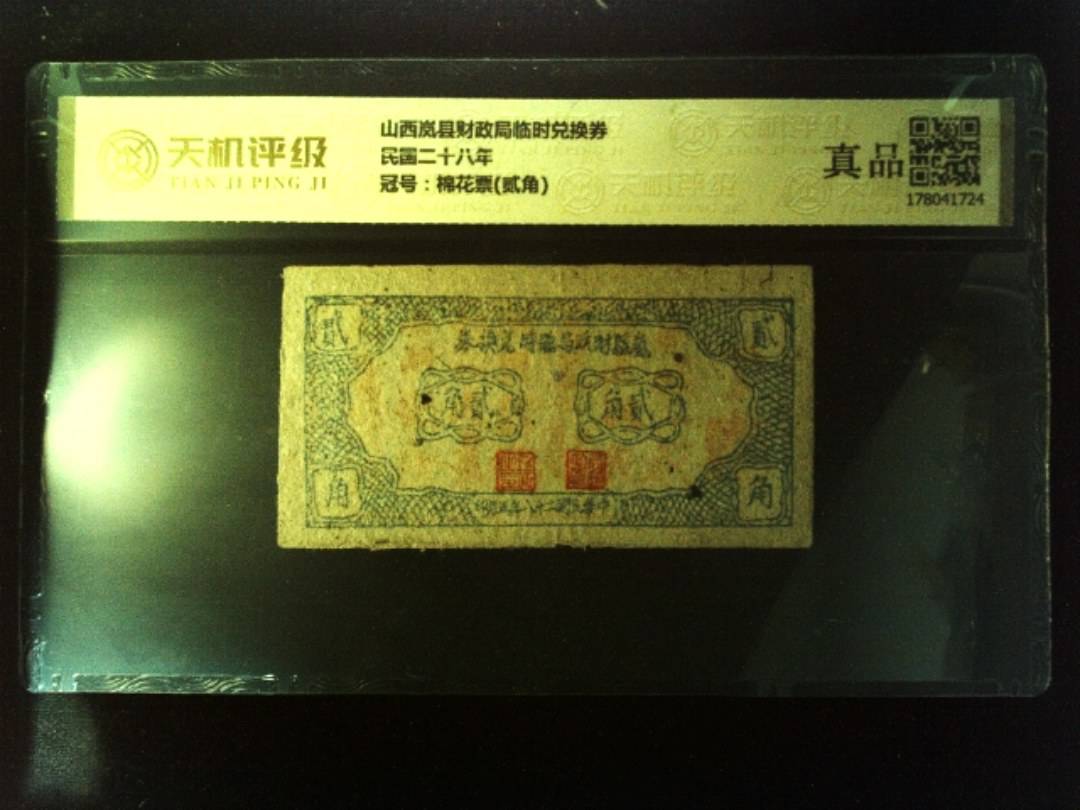 天机评级
TIAN JI PING JI
山西岚县财政局临时兑换券
民国二十八年
冠号：棉花票(贰角)
真品
178041724
贰 贰
券换兑时临局政财县岚
角贰 角贰
角 角